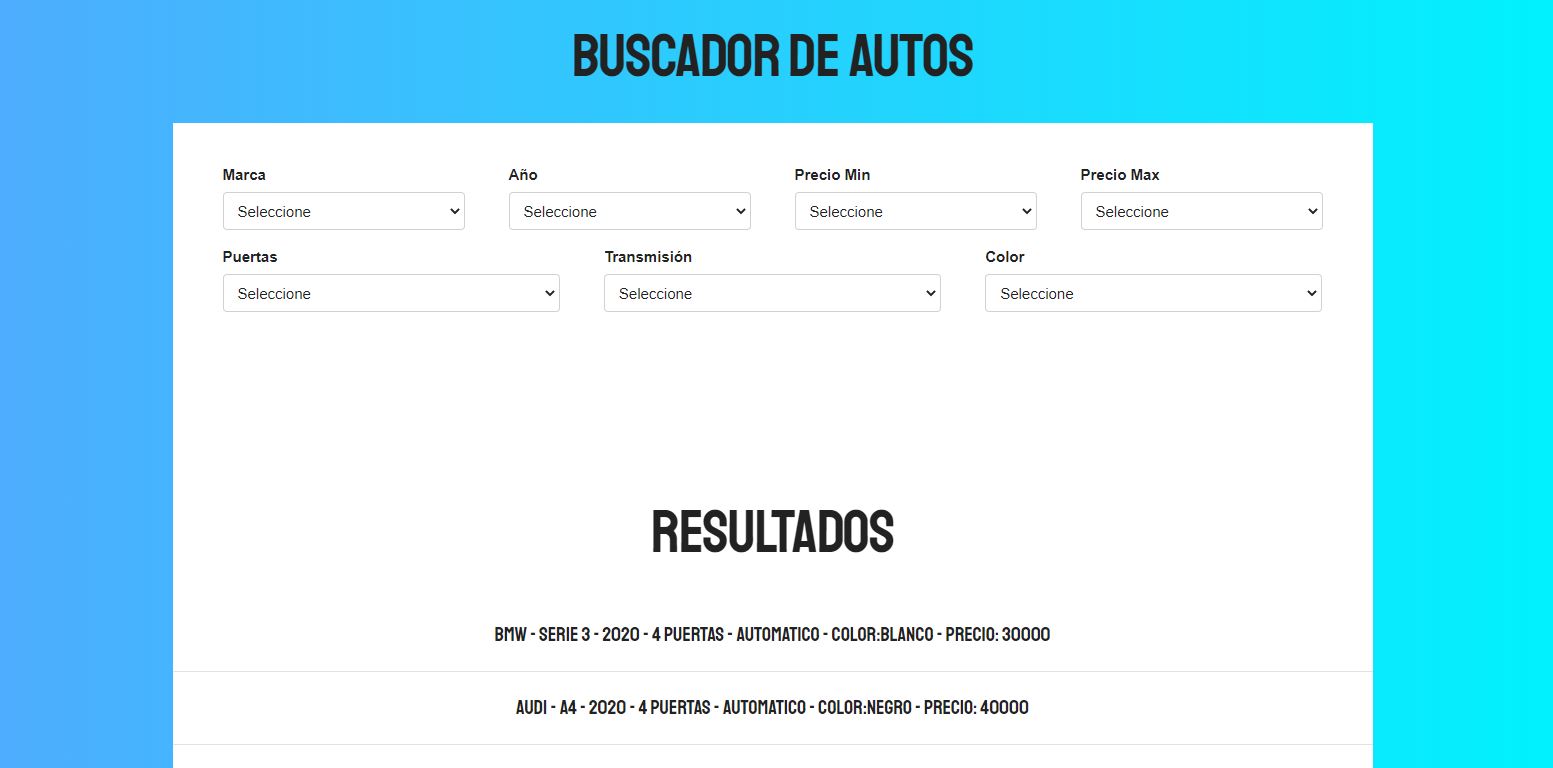 BUSCADOR DE AUTOS
Marca Año Precio Min Precio Max
Seleccione Seleccione Seleccione Seleccione
Puertas Transmisión Color
Seleccione Seleccione Seleccione
RESULTADOS
BMW - SERIE 3 - 2020 - 4 PUERTAS - AUTOMATICO - COLOR:BLANCO - PRECIO: 30000
AUDI - A4 - 2020 - 4 PUERTAS - AUTOMATICO - COLOR:NEGRO - PRECIO: 40000